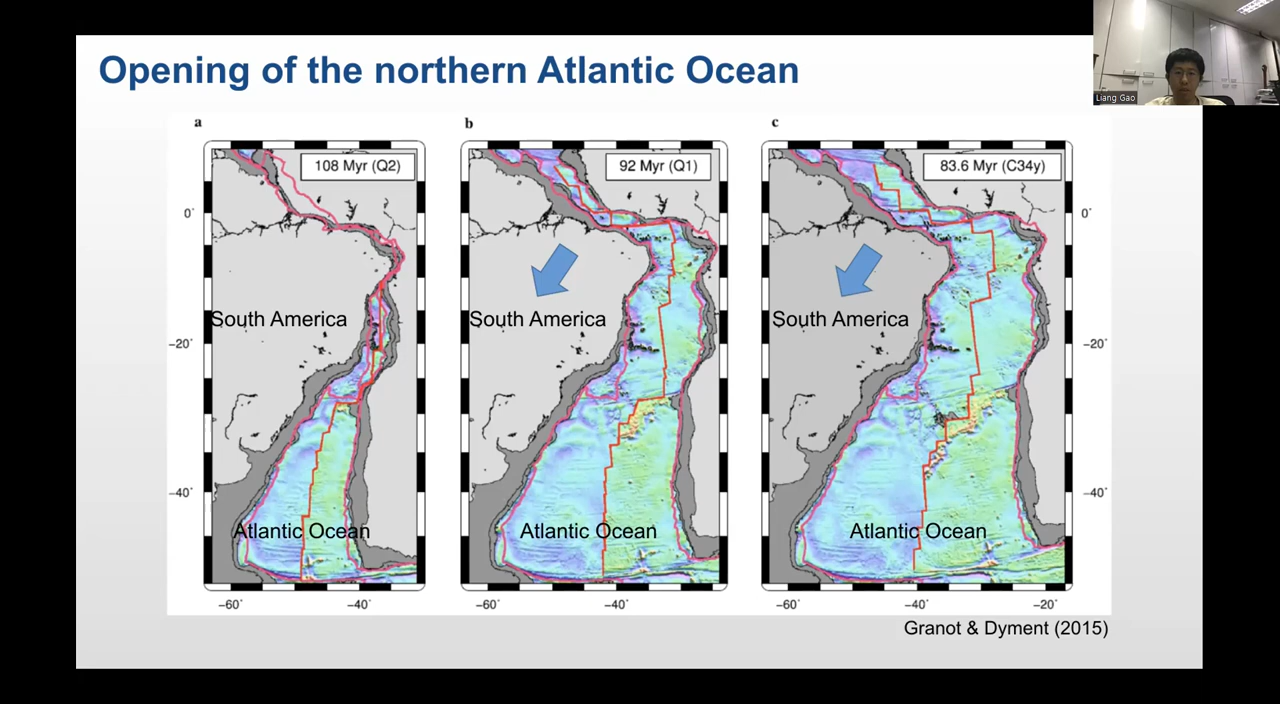 Opening of the northern Atlantic Ocean
Liang Gao
a
b
c
108 Myr (Q2)
92 Myr (Q1)
83.6 Myr (C34y)
0°
0°
South America
South America
South America
−20°
−20°
−40°
−40°
Atlantic Ocean
Atlantic Ocean
Atlantic Ocean
−60°
−40°
−60°
−40°
−60°
−40°
−20°
Granot & Dyment (2015)